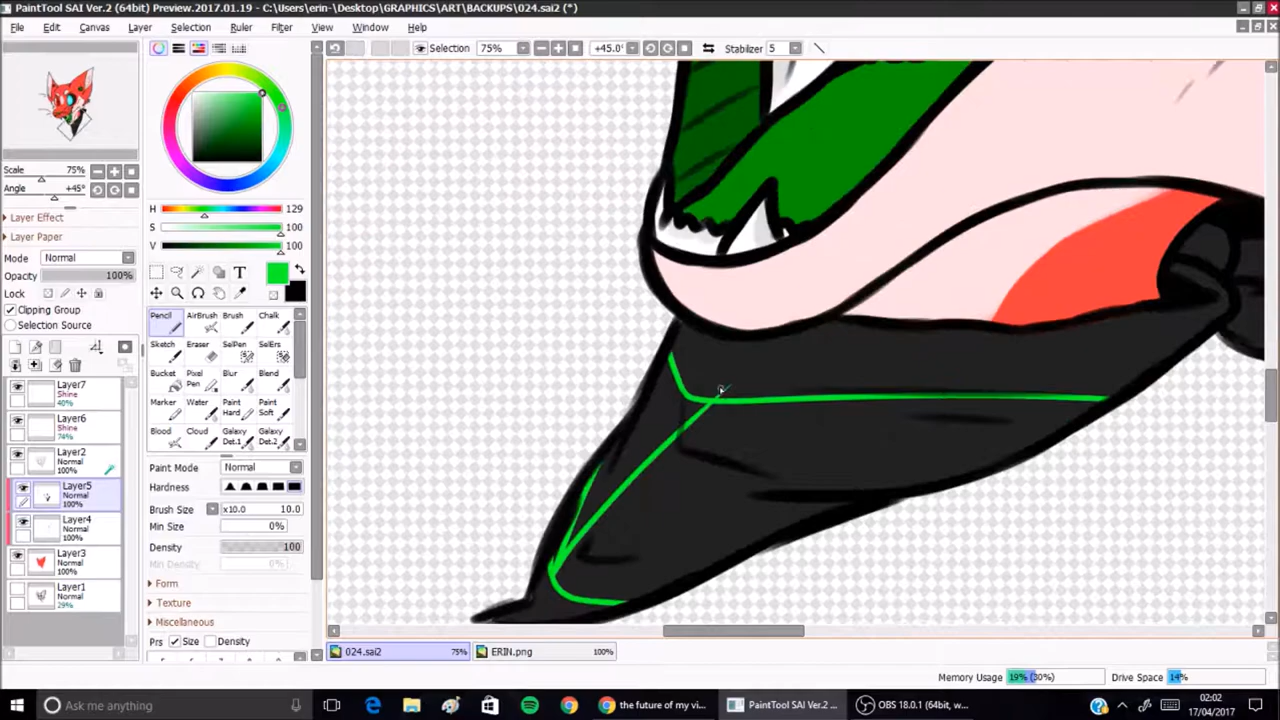 PaintTool SAI Ver.2 (64bit) Preview.2017.01.19 - C:\Users\erin-\Desktop\GRAPHICS\ART\BACKUPS\024.sai2 (*)
File Edit Canvas Layer Selection Ruler Filter View Window Help
Selection 75% +45.0° Stabilizer 5
Scale 75%
Angle +45°
Layer Effect
Layer Paper
Mode Normal
Opacity 100%
Lock
Clipping Group
Selection Source
Layer7
Shine
40%
Layer6
Shine
74%
Layer2
Normal
100%
Layer5
Normal
100%
Layer4
Normal
100%
Layer3
Normal
100%
Layer1
Normal
29%
H 129
S 100
V 100
T
Pencil AirBrush Brush Chalk
Sketch Eraser SelPen SelErs
Bucket Pen Blur Blend
Marker Water Paint Hard Paint Soft
Blood Cloud Galaxy Det.1 Galaxy Det.2
Paint Mode Normal
Hardness
Brush Size x10.0 10.0
Min Size 0%
Density 100
Min Density 0%
Form
Texture
Miscellaneous
Prs Size Density
024.sai2 75% ERIN.png 100%
Memory Usage 19% (30%) Drive Space 14%
Ask me anything
the future of my vi...
PaintTool SAI Ver.2 ...
OBS 18.0.1 (64bit, w...
02:02
17/04/2017